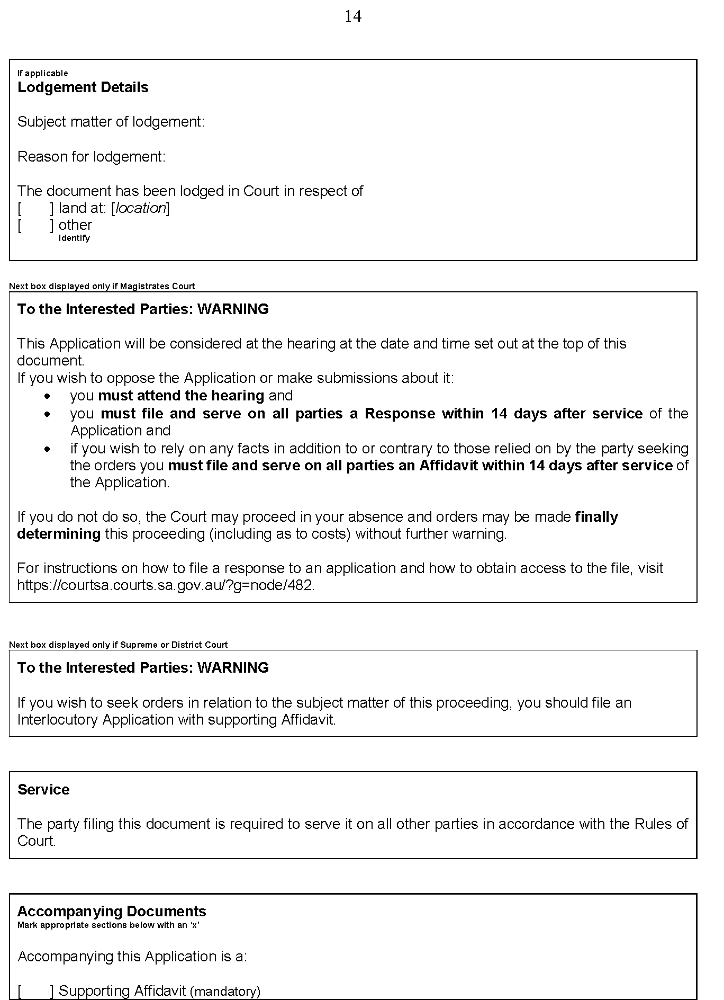 14
If applicable
Lodgement Details
Subject matter of lodgement:
Reason for lodgement:
The document has been lodged in Court in respect of
[ ] land at: [location]
[ ] other
Identify
Next box displayed only if Magistrates Court
To the Interested Parties: WARNING
This Application will be considered at the hearing at the date and time set out at the top of this
document.
If you wish to oppose the Application or make submissions about it:
• you must attend the hearing and
• you must file and serve on all parties a Response within 14 days after service of the
Application and
• if you wish to rely on any facts in addition to or contrary to those relied on by the party seeking
the orders you must file and serve on all parties an Affidavit within 14 days after service of
the Application.
If you do not do so, the Court may proceed in your absence and orders may be made finally
determining this proceeding (including as to costs) without further warning.
For instructions on how to file a response to an application and how to obtain access to the file, visit
https://courtsa.courts.sa.gov.au/?g=node/482.
Next box displayed only if Supreme or District Court
To the Interested Parties: WARNING
If you wish to seek orders in relation to the subject matter of this proceeding, you should file an
Interlocutory Application with supporting Affidavit.
Service
The party filing this document is required to serve it on all other parties in accordance with the Rules of
Court.
Accompanying Documents
Mark appropriate sections below with an ‘x’
Accompanying this Application is a:
[ ] Supporting Affidavit (mandatory)